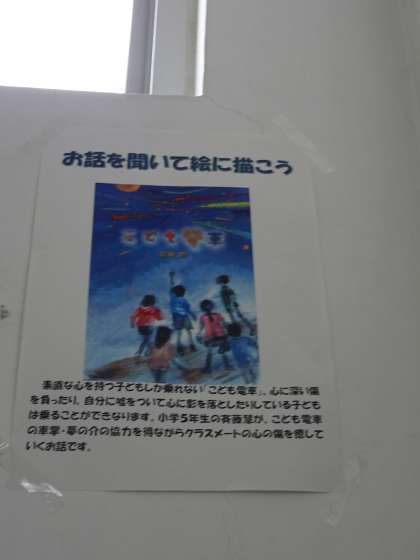 お話を聞いて絵に描こう
こども電車
素直な心を持つ子どもしか乗れない「こども電車」。心に深い傷
を負ったり、自分に嘘をついて心に影を落としたりしている子ども
は乗ることができなります。小学5年生の斉藤慧が、こども電車
の車掌・夢の介の協力を得ながらクラスメートの心の傷を癒して
いくお話です。